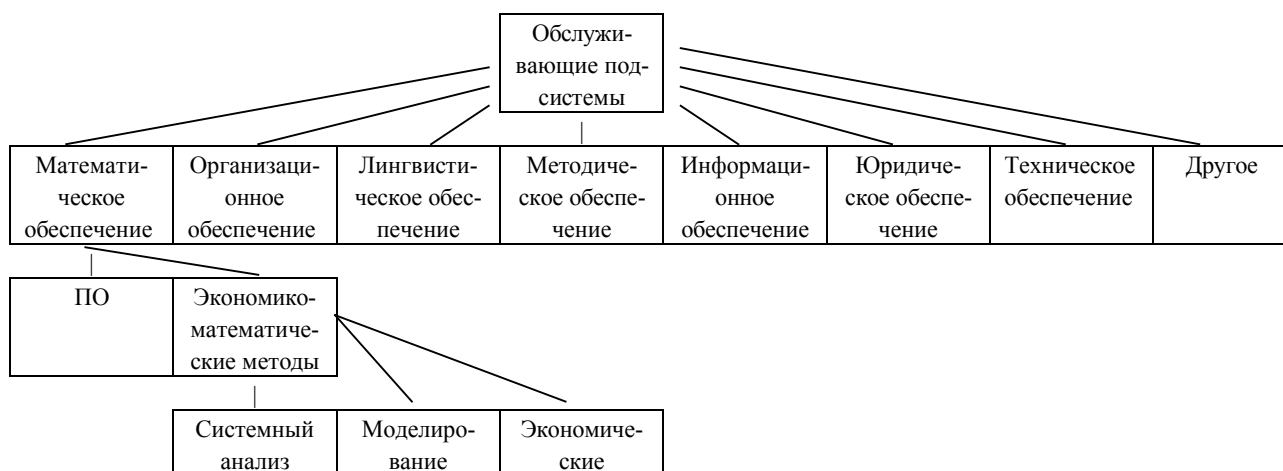 Обслужи-
вающие под-
системы
Математи-
ческое
обеспечение
Организаци-
онное
обеспечение
Лингвисти-
ческое обес-
печение
Методиче-
ское обеспе-
чение
Информаци-
онное
обеспечение
Юридиче-
ское обеспе-
чение
Техническое
обеспечение
Другое
ПО
Экономико-
математиче-
ские методы
Системный
анализ
Моделиро-
вание
Экономиче-
ские